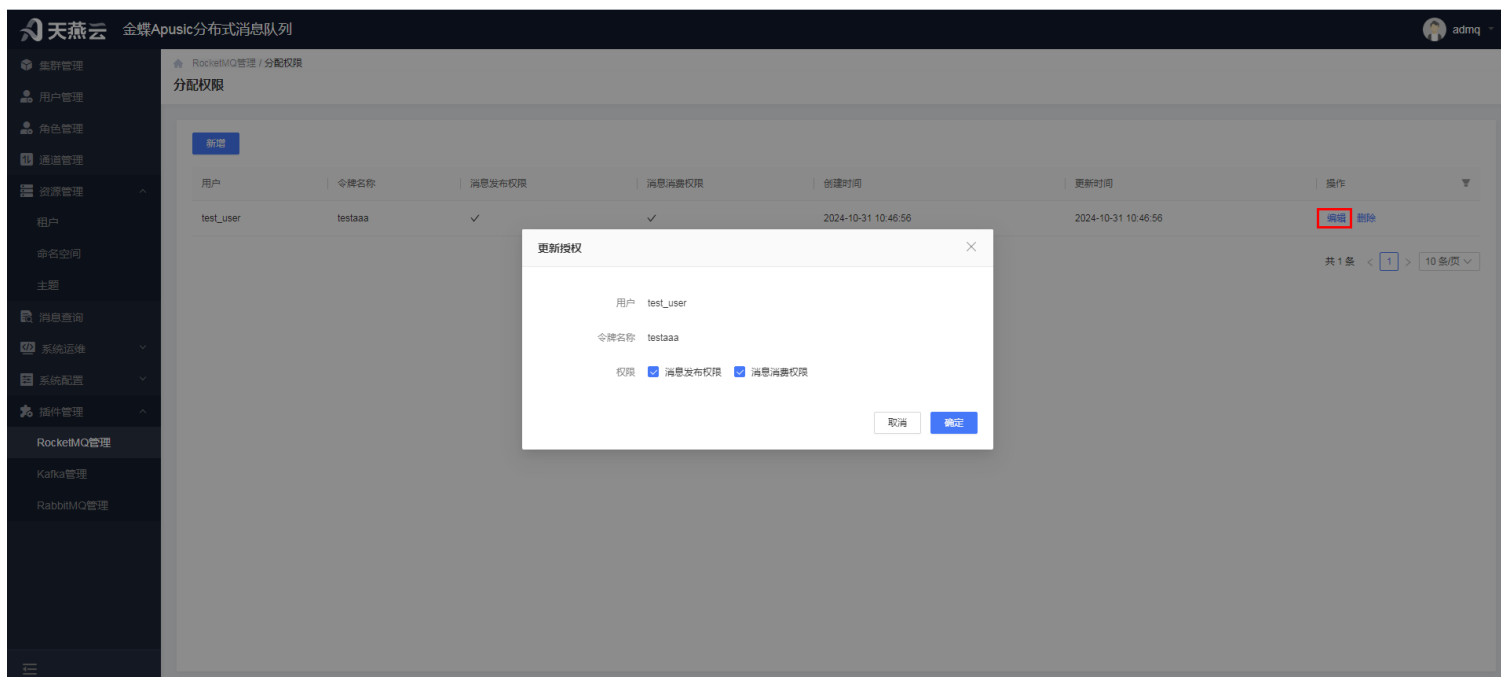 天燕云 金蝶Apusic分布式消息队列
admq
集群管理
用户管理
角色管理
通道管理
资源管理
租户
命名空间
主题
消息查询
系统运维
系统配置
插件管理
RocketMQ管理
Kafka管理
RabbitMQ管理
RocketMQ管理 / 分配权限
分配权限
新增
用户 令牌名称 消息发布权限 消息消费权限 创建时间 更新时间 操作
test_user testaaa ✓ ✓ 2024-10-31 10:46:56 2024-10-31 10:46:56 编辑 删除
共 1 条 < 1 > 10 条/页
更新授权
用户 test_user
令牌名称 testaaa
权限 消息发布权限 消息消费权限
取消 确定